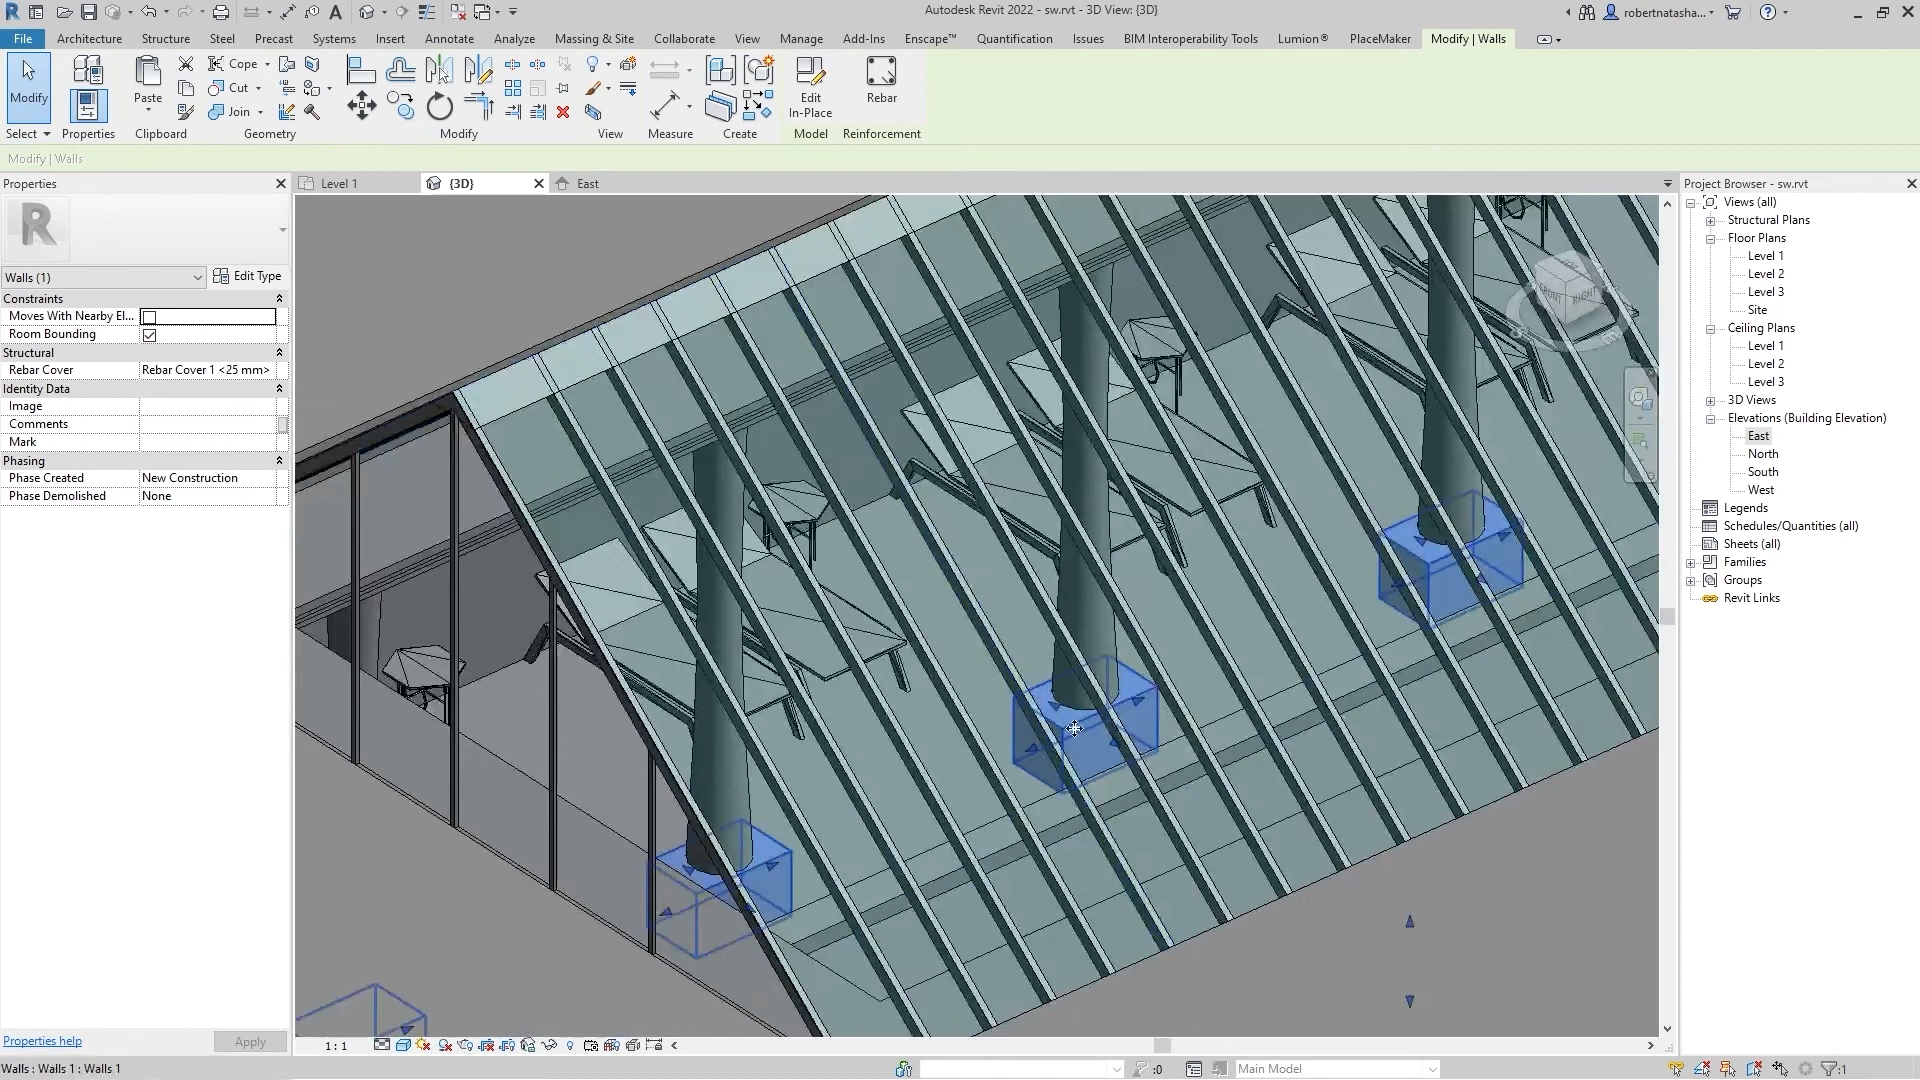 Autodesk Revit 2022 - sw.rvt - 3D View: {3D}
robertnatasha...
File Architecture Structure Steel Precast Systems Insert Annotate Analyze Massing & Site Collaborate View Manage Add-Ins Enscape™ Quantification Issues BIM Interoperability Tools Lumion® PlaceMaker Modify | Walls
Modify
Paste
Cope
Cut
Join
Edit
In-Place
Rebar
Select Properties Clipboard Geometry Modify View Measure Create Model Reinforcement
Modify | Walls
Properties
Level 1
{3D}
East
Project Browser - sw.rvt
Walls (1)
Edit Type
Constraints
Moves With Nearby El...
Room Bounding
Structural
Rebar Cover Rebar Cover 1 <25 mm>
Identity Data
Image
Comments
Mark
Phasing
Phase Created New Construction
Phase Demolished None
Properties help
Apply
FRONT
RIGHT
Views (all)
Structural Plans
Floor Plans
Level 1
Level 2
Level 3
Site
Ceiling Plans
Level 1
Level 2
Level 3
3D Views
Elevations (Building Elevation)
East
North
South
West
Legends
Schedules/Quantities (all)
Sheets (all)
Families
Groups
Revit Links
1 : 1
Walls : Walls 1 : Walls 1
:0
Main Model
:1